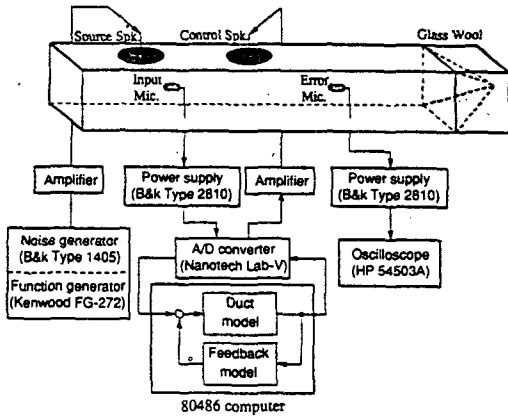 Source Spk.
Control Spk.
Glass Wool
Input
Mic.
Error
Mic.
Amplifier
Power supply
(B&k Type 2810)
Amplifier
Power supply
(B&k Type 2810)
Noise generator
(B&k Type 1405)
Function generator
(Kenwood FG-272)
A/D converter
(Nanotech Lab-V)
Oscilloscope
(HP 54503A)
Duct
model
Feedback
model
80486 computer